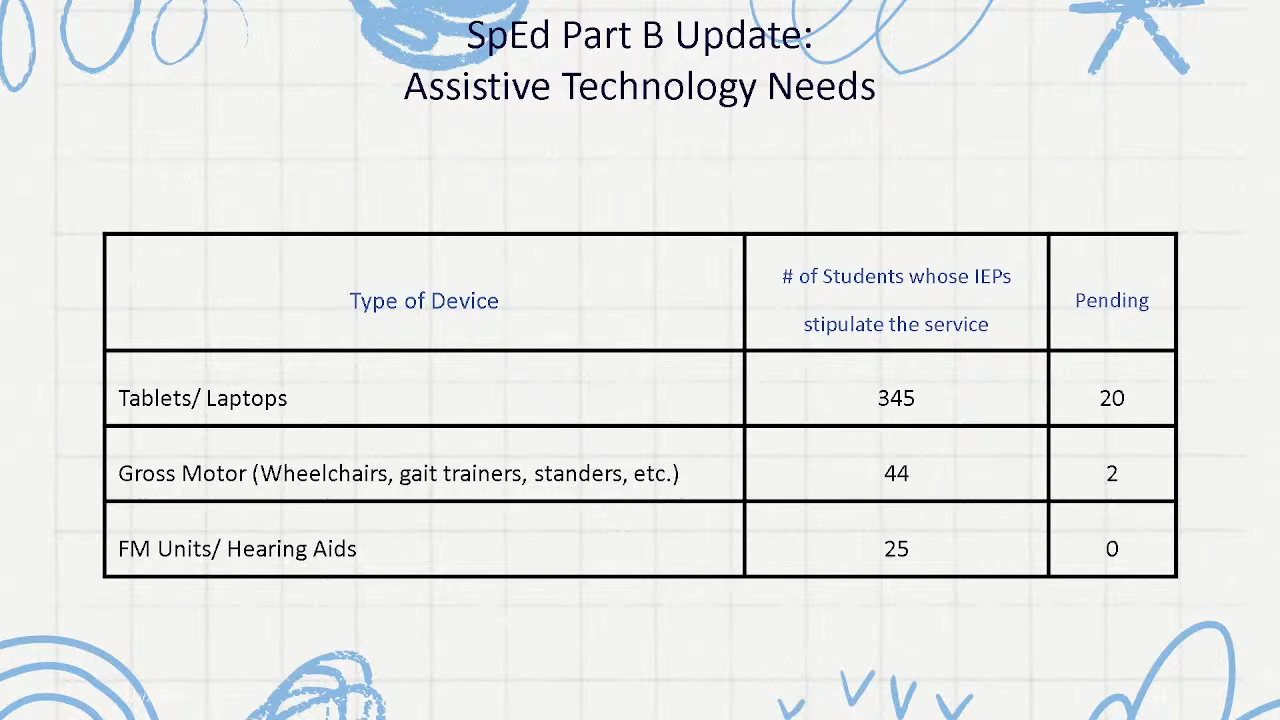 SpEd Part B Update:
Assistive Technology Needs
Type of Device
# of Students whose IEPs
stipulate the service
Pending
Tablets/ Laptops 345 20
Gross Motor (Wheelchairs, gait trainers, standers, etc.) 44 2
FM Units/ Hearing Aids 25 0